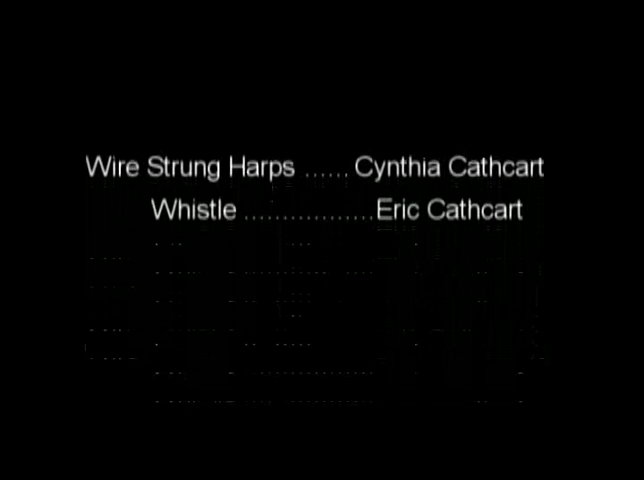 Wire Strung Harps ...... Cynthia Cathcart
Whistle .................Eric Cathcart